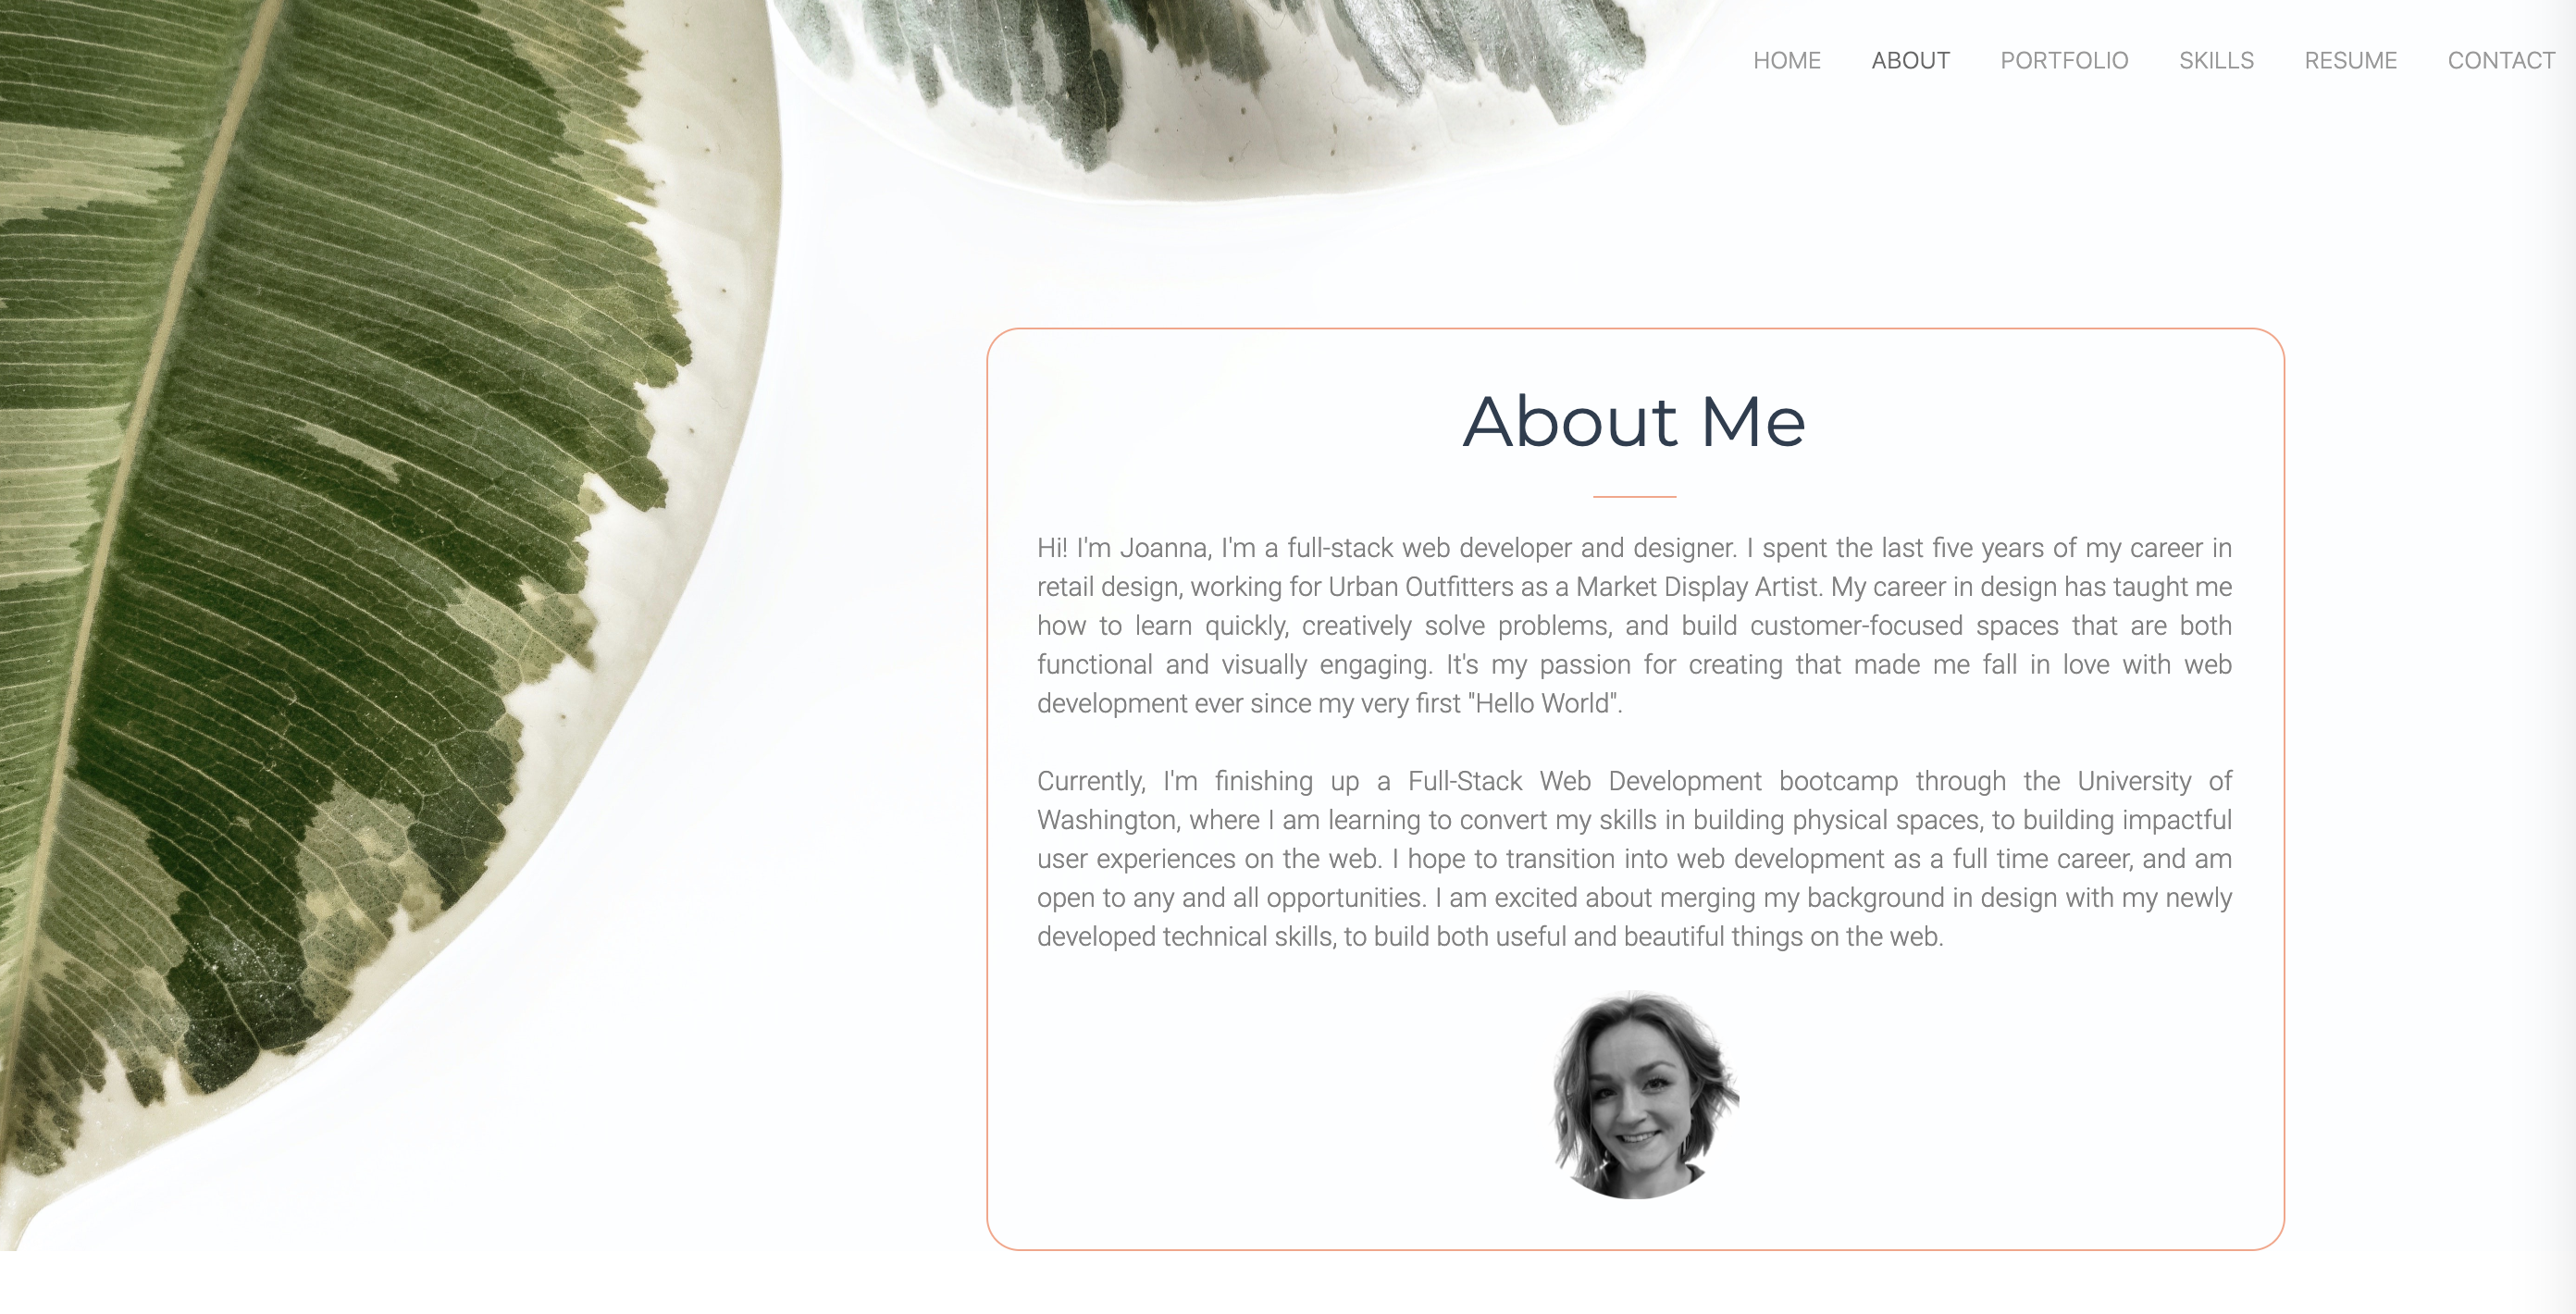 HOME ABOUT PORTFOLIO SKILLS RESUME CONTACT
About Me
Hi! I'm Joanna, I'm a full-stack web developer and designer. I spent the last five years of my career in
retail design, working for Urban Outfitters as a Market Display Artist. My career in design has taught me
how to learn quickly, creatively solve problems, and build customer-focused spaces that are both
functional and visually engaging. It's my passion for creating that made me fall in love with web
development ever since my very first "Hello World".
Currently, I'm finishing up a Full-Stack Web Development bootcamp through the University of
Washington, where I am learning to convert my skills in building physical spaces, to building impactful
user experiences on the web. I hope to transition into web development as a full time career, and am
open to any and all opportunities. I am excited about merging my background in design with my newly
developed technical skills, to build both useful and beautiful things on the web.